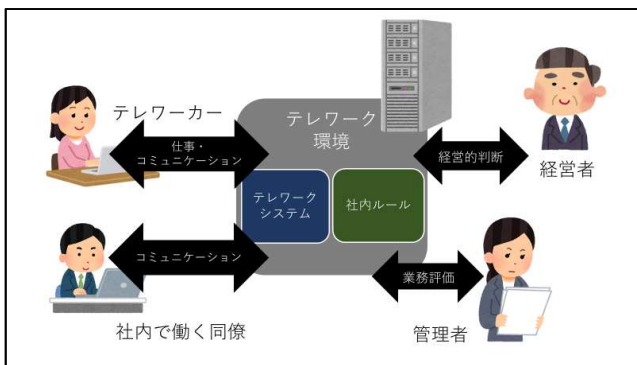 テレワーカー
テレワーク
環境
仕事・
コミュニケーション
経営的判断
経営者
テレワーク
システム
社内ルール
コミュニケーション
業務評価
社内で働く同僚
管理者